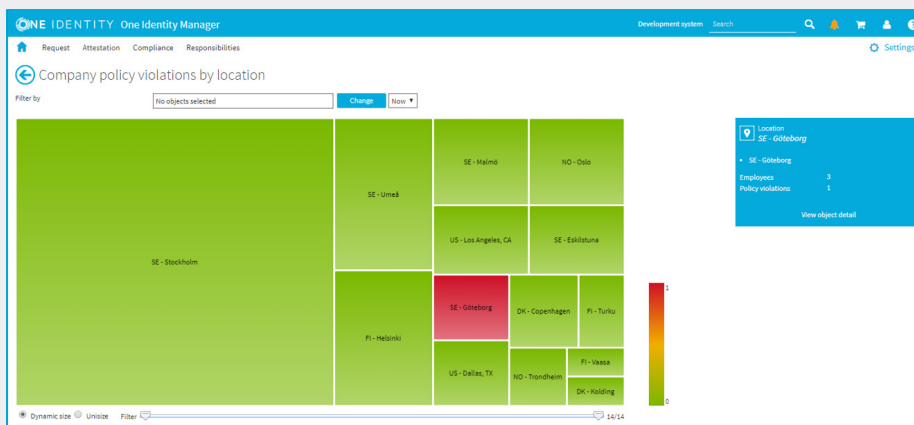 ONE IDENTITY One Identity Manager
Development system Search
Request Attestation Compliance Responsibilities
Settings
Company policy violations by location
Filter by
No objects selected
Change
Now
SE - Stockholm
SE - Umeå
SE - Malmö
NO - Oslo
US - Los Angeles, CA
SE - Eskilstuna
FI - Helsinki
SE - Göteborg
DK - Copenhagen
FI - Turku
US - Dallas, TX
NO - Trondheim
FI - Vaasa
DK - Kolding
1
0
Location
SE - Göteborg
SE - Göteborg
Employees 3
Policy violations 1
View object detail
Dynamic size Unisize Filter 14/14